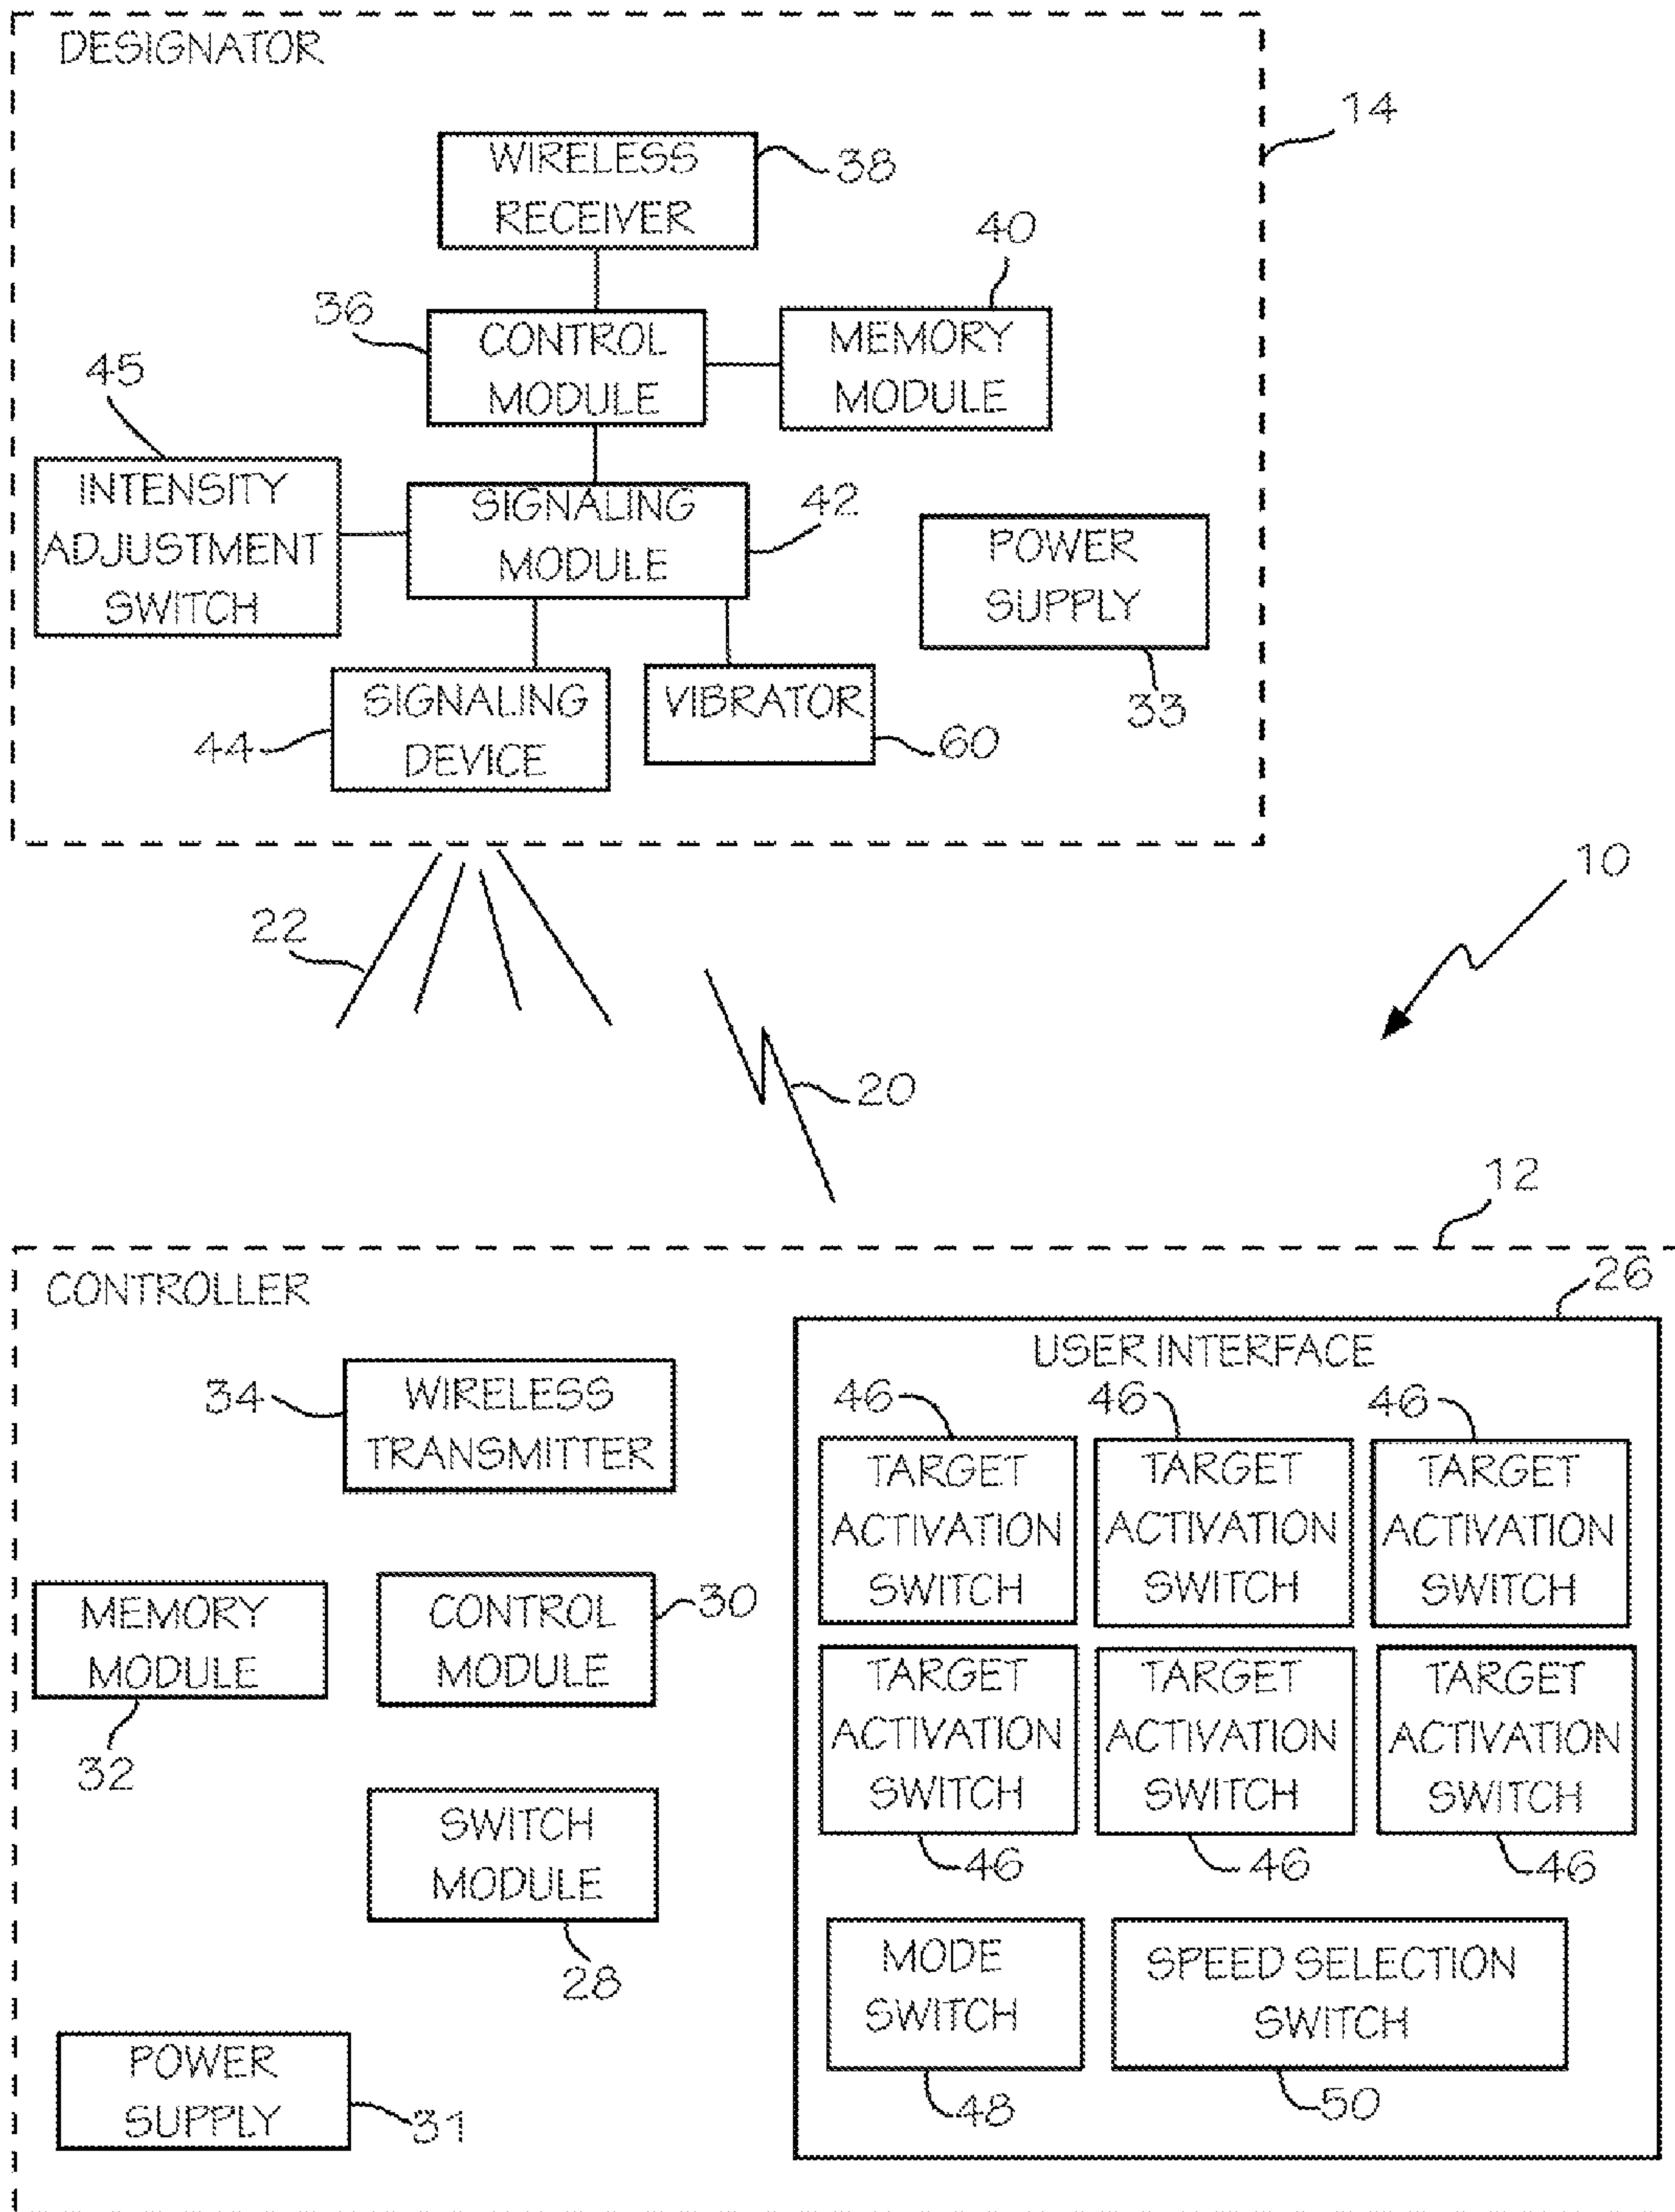 DESIGNATOR
14
WIRELESS
RECEIVER
38
40
36
CONTROL
MODULE
MEMORY
MODULE
45
INTENSITY
ADJUSTMENT
SWITCH
SIGNALING
MODULE
42
POWER
SUPPLY
33
SIGNALING
DEVICE
44
VIBRATOR
60
10
22
20
12
CONTROLLER
26
USER INTERFACE
34
WIRELESS
TRANSMITTER
46
46
46
TARGET
ACTIVATION
SWITCH
TARGET
ACTIVATION
SWITCH
TARGET
ACTIVATION
SWITCH
MEMORY
MODULE
32
CONTROL
MODULE
30
TARGET
ACTIVATION
SWITCH
TARGET
ACTIVATION
SWITCH
TARGET
ACTIVATION
SWITCH
46
46
46
SWITCH
MODULE
28
MODE
SWITCH
48
SPEED SELECTION
SWITCH
50
POWER
SUPPLY
31